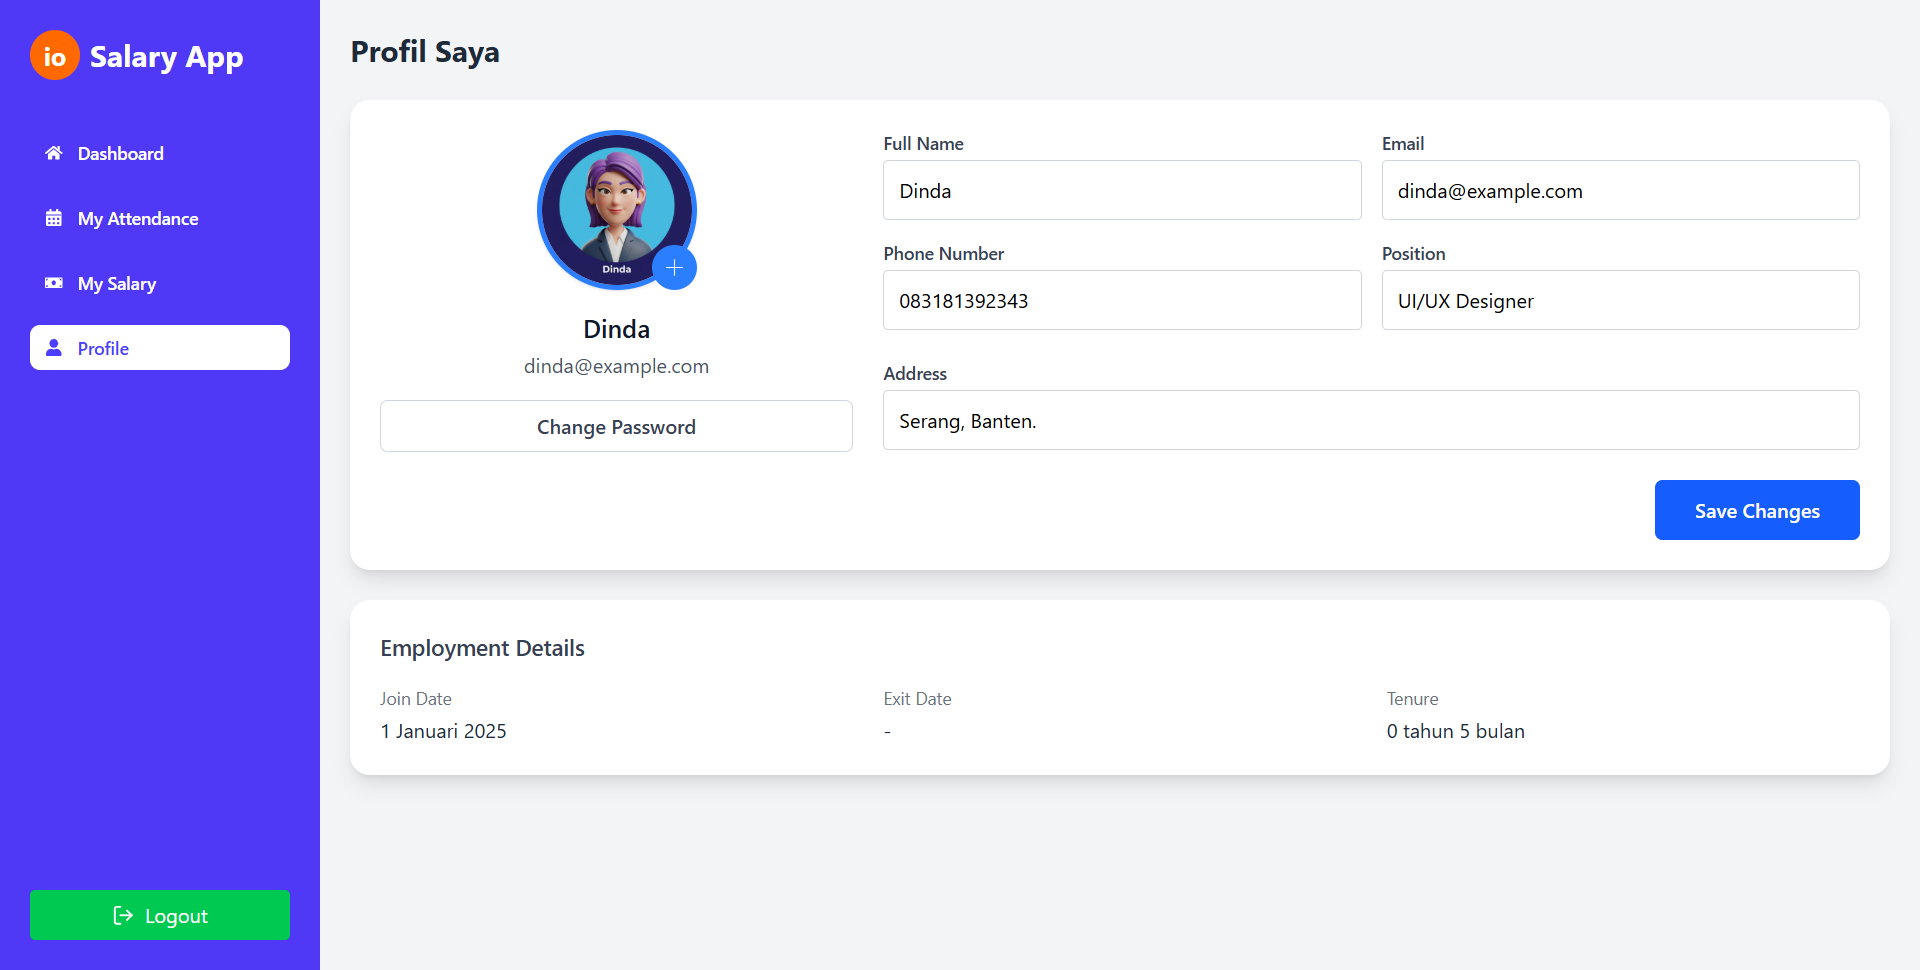 io Salary App
Dashboard
My Attendance
My Salary
Profile
Logout
Profil Saya
Dinda
Dinda
dinda@example.com
Change Password
Full Name
Dinda
Email
dinda@example.com
Phone Number
083181392343
Position
UI/UX Designer
Address
Serang, Banten.
Save Changes
Employment Details
Join Date
1 Januari 2025
Exit Date
-
Tenure
0 tahun 5 bulan